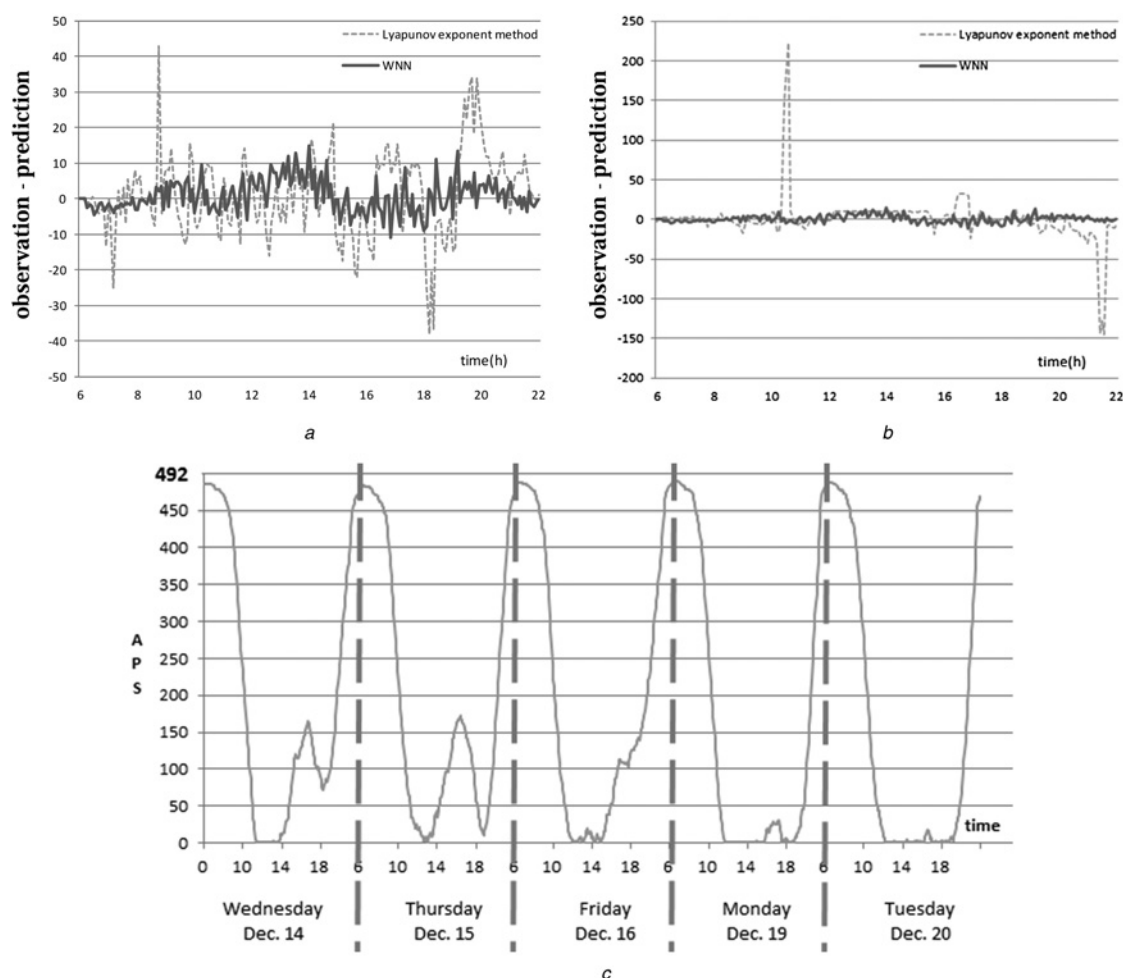 50
40
30
20
10
0
-10
-20
-30
-40
-50
observation - prediction
Lyapunov exponent method
WNN
time(h)
6 8 10 12 14 16 18 20 22
a
250
200
150
100
50
0
-50
-100
-150
-200
observation - prediction
Lyapunov exponent method
WNN
time(h)
6 8 10 12 14 16 18 20 22
b
492
450
400
350
300
250
200
150
100
50
0
A
P
S
time
0 10 14 18 6 10 14 18 6 10 14 18 6 10 14 18 6 10 14 18
Wednesday Thursday Friday Monday Tuesday
Dec. 14 Dec. 15 Dec. 16 Dec. 19 Dec. 20
c